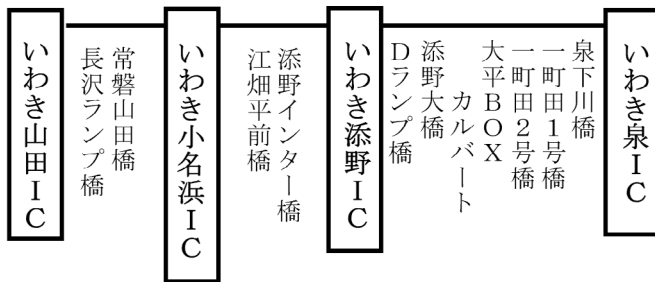 いわき泉IC
泉下川橋
一町田1号橋
一町田2号橋
大平BOX
カルバート
添野大橋
Dランプ橋
いわき添野IC
添野インター橋
江畑平前橋
いわき小名浜IC
常磐山田橋
長沢ランプ橋
いわき山田IC